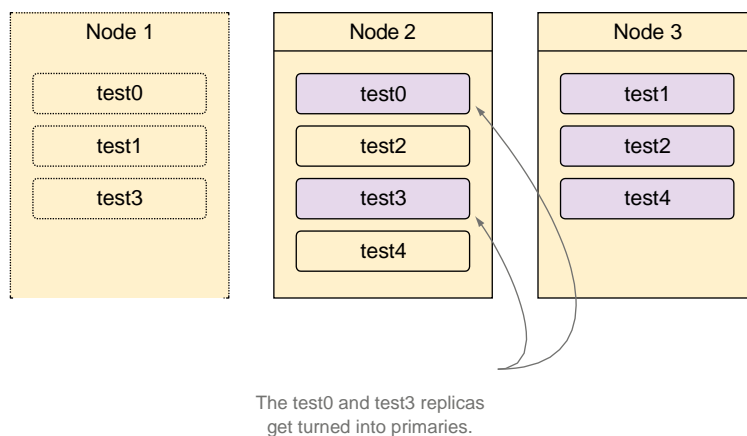 Node 1
test0
test1
test3
Node 2
test0
test2
test3
test4
Node 3
test1
test2
test4
The test0 and test3 replicas
get turned into primaries.